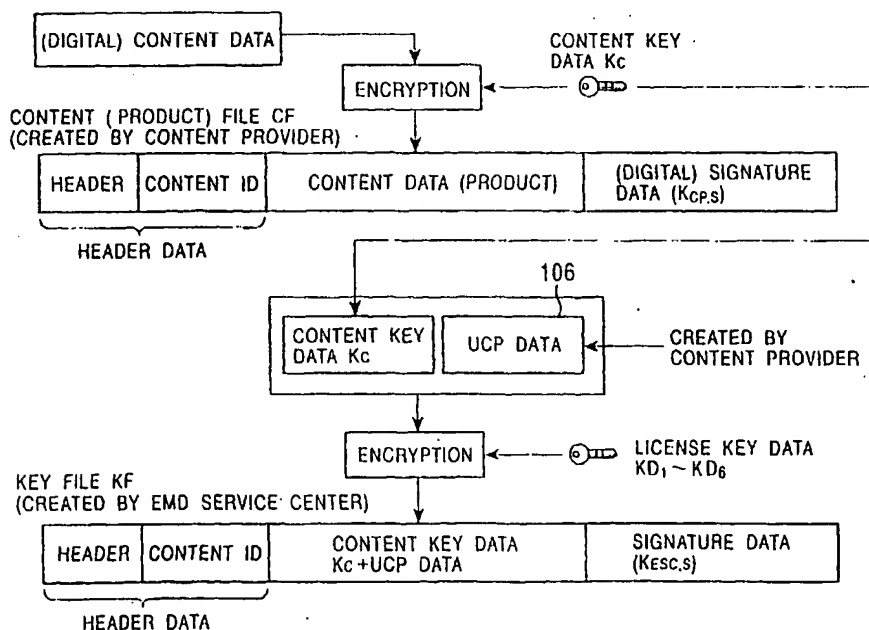 (DIGITAL) CONTENT DATA
CONTENT KEY
DATA Kc
ENCRYPTION
CONTENT (PRODUCT) FILE CF
(CREATED BY CONTENT PROVIDER)
HEADER
CONTENT ID
CONTENT DATA (PRODUCT)
(DIGITAL) SIGNATURE
DATA (KCP,S)
HEADER DATA
106
CONTENT KEY
DATA Kc
UCP DATA
CREATED BY
CONTENT PROVIDER
ENCRYPTION
LICENSE KEY DATA
KD1~KD6
KEY FILE KF
(CREATED BY EMD SERVICE CENTER)
HEADER
CONTENT ID
CONTENT KEY DATA
Kc+UCP DATA
SIGNATURE DATA
(KESC,S)
HEADER DATA